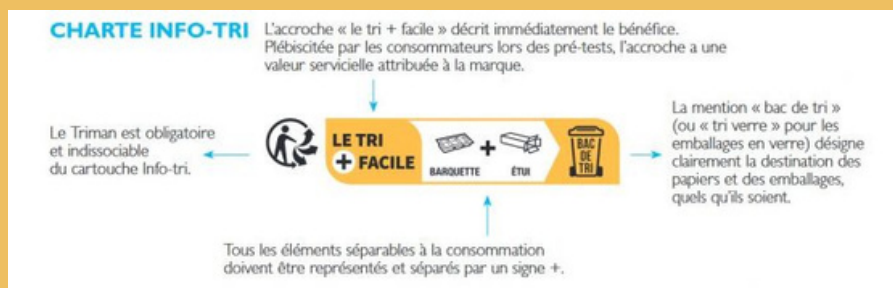 CHARTE INFO-TRI
L'accroche « le tri + facile » décrit immédiatement le bénéfice.
Plébiscitée par les consommateurs lors des pré-tests, l'accroche a une
valeur servicielle attribuée à la marque.
Le Triman est obligatoire
et indissociable
du cartouche Info-tri.
LE TRI
+ FACILE
BARQUETTE
+
ÉTUI
BAC
DE
TRI
La mention « bac de tri »
(ou « tri verre » pour les
emballages en verre) désigne
clairement la destination des
papiers et des emballages,
quels qu'ils soient.
Tous les éléments séparables à la consommation
doivent être représentés et séparés par un signe +.